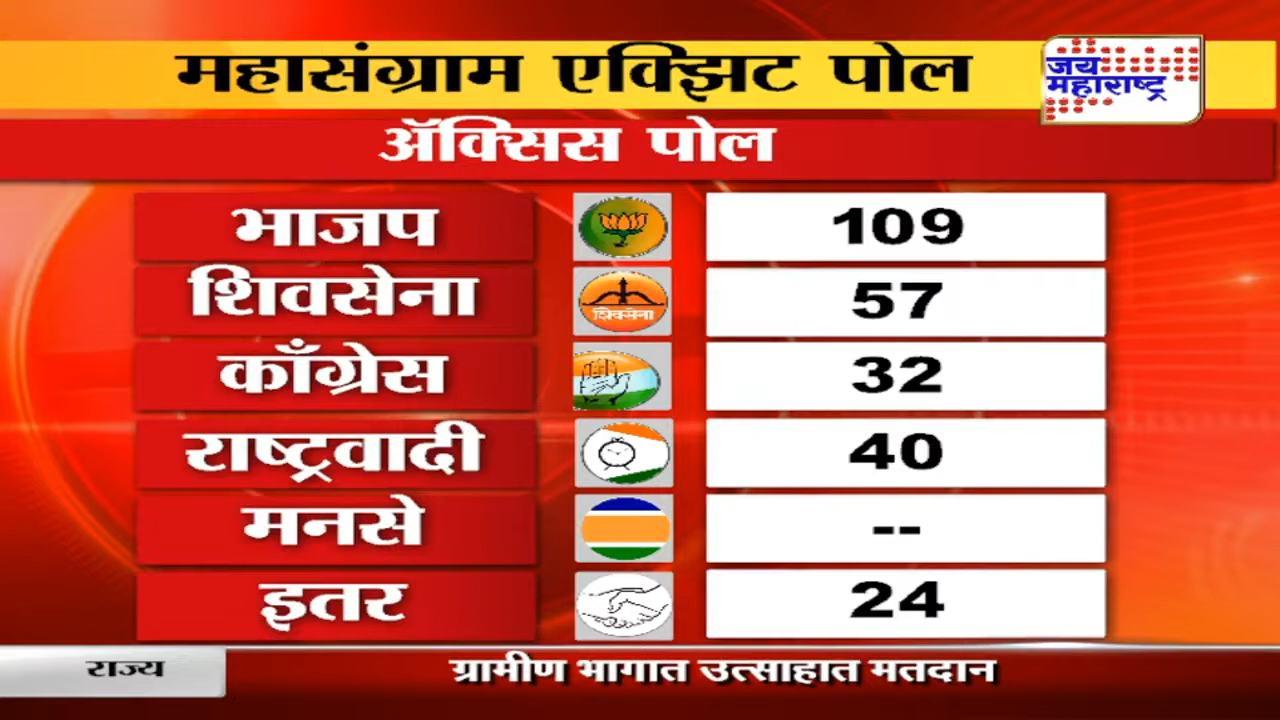 महासंग्राम एक्झिट पोल
जय
महाराष्ट्र
ॲक्सिस पोल
भाजप 109
शिवसेना शिवसेना 57
काँग्रेस 32
राष्ट्रवादी 40
मनसे --
इतर 24
राज्य ग्रामीण भागात उत्साहात मतदान